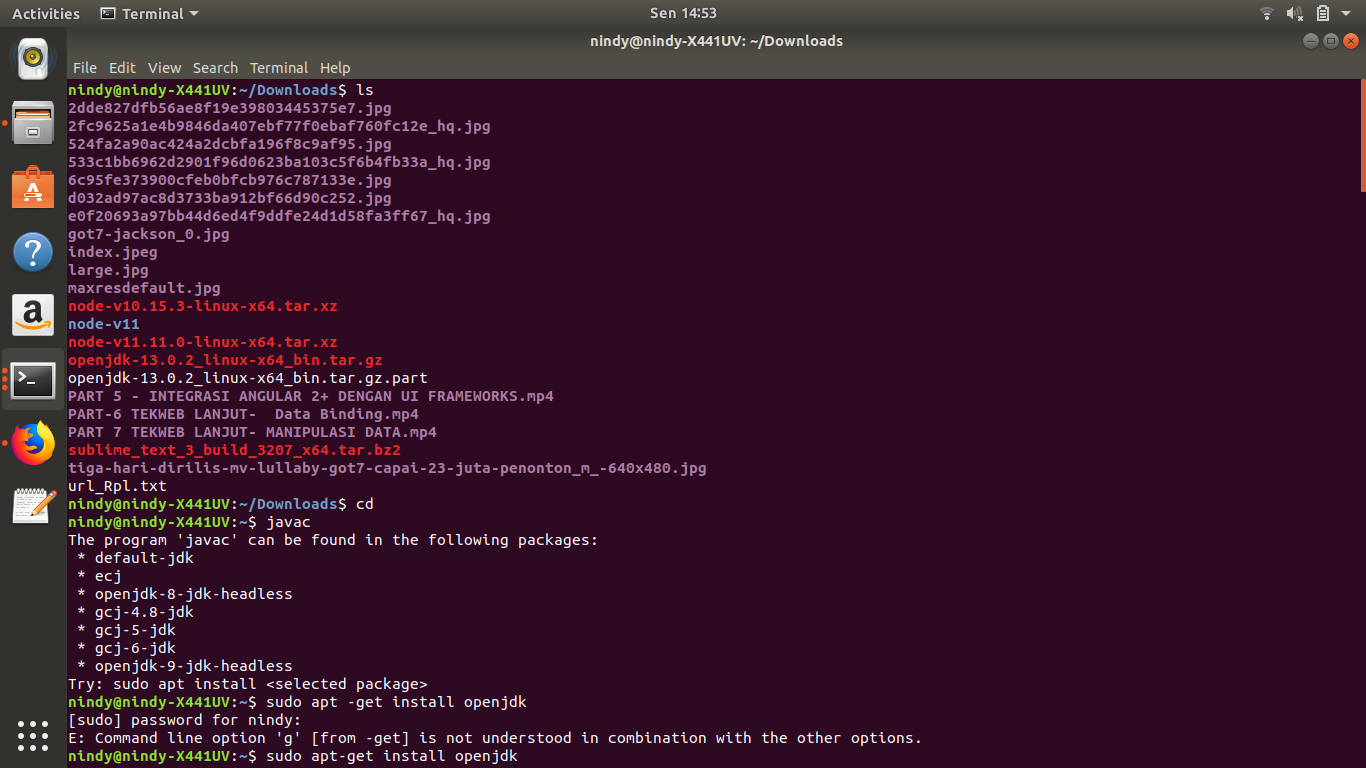 Activities Terminal Sen 14:53
nindy@nindy-X441UV: ~/Downloads
File Edit View Search Terminal Help
nindy@nindy-X441UV:~/Downloads$ ls
2dde827dfb56ae8f19e39803445375e7.jpg
2fc9625a1e4b9846da407ebf77f0ebaf760fc12e_hq.jpg
524fa2a90ac424a2dcbfa196f8c9af95.jpg
533c1bb6962d2901f96d0623ba103c5f6b4fb33a_hq.jpg
6c95fe373900cfeb0bfcb976c787133e.jpg
d032ad97ac8d3733ba912bf66d90c252.jpg
e0f20693a97bb44d6ed4f9ddfe24d1d58fa3ff67_hq.jpg
got7-jackson_0.jpg
index.jpeg
large.jpg
maxresdefault.jpg
node-v10.15.3-linux-x64.tar.xz
node-v11
node-v11.11.0-linux-x64.tar.xz
openjdk-13.0.2_linux-x64_bin.tar.gz
openjdk-13.0.2_linux-x64_bin.tar.gz.part
PART 5 - INTEGRASI ANGULAR 2+ DENGAN UI FRAMEWORKS.mp4
PART-6 TEKWEB LANJUT-  Data Binding.mp4
PART 7 TEKWEB LANJUT- MANIPULASI DATA.mp4
sublime_text_3_build_3207_x64.tar.bz2
tiga-hari-dirilis-mv-lullaby-got7-capai-23-juta-penonton_m_-640x480.jpg
url_Rpl.txt
nindy@nindy-X441UV:~/Downloads$ cd
nindy@nindy-X441UV:~$ javac
The program 'javac' can be found in the following packages:
 * default-jdk
 * ecj
 * openjdk-8-jdk-headless
 * gcj-4.8-jdk
 * gcj-5-jdk
 * gcj-6-jdk
 * openjdk-9-jdk-headless
Try: sudo apt install <selected package>
nindy@nindy-X441UV:~$ sudo apt -get install openjdk
[sudo] password for nindy:
E: Command line option 'g' [from -get] is not understood in combination with the other options.
nindy@nindy-X441UV:~$ sudo apt-get install openjdk